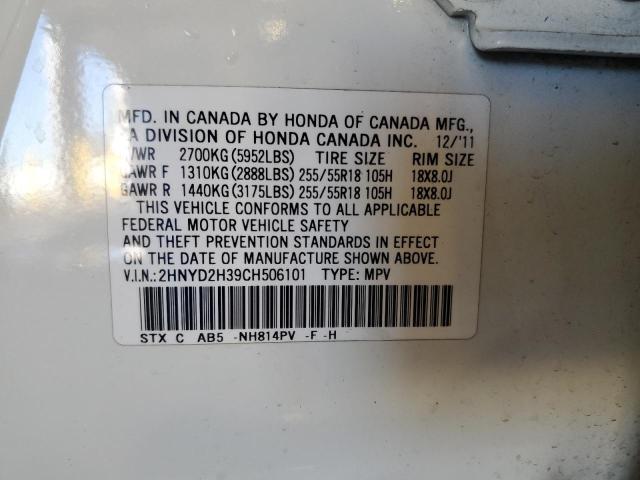 MFD. IN CANADA BY HONDA OF CANADA MFG.,
A DIVISION OF HONDA CANADA INC. 12/'11
GVWR 2700KG (5952LBS) TIRE SIZE RIM SIZE
GAWR F 1310KG (2888LBS) 255/55R18 105H 18X8.0J
GAWR R 1440KG (3175LBS) 255/55R18 105H 18X8.0J
THIS VEHICLE CONFORMS TO ALL APPLICABLE
FEDERAL MOTOR VEHICLE SAFETY
AND THEFT PREVENTION STANDARDS IN EFFECT
ON THE DATE OF MANUFACTURE SHOWN ABOVE.
V.I.N.: 2HNYD2H39CH506101 TYPE: MPV
STX C AB5 -NH814PV -F -H